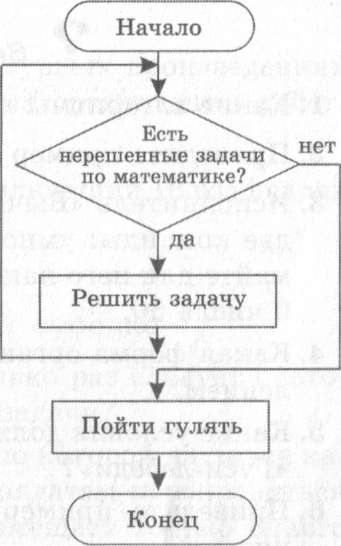 Начало
Есть
нерешенные задачи
по математике?
нет
да
Решить задачу
Пойти гулять
Конец